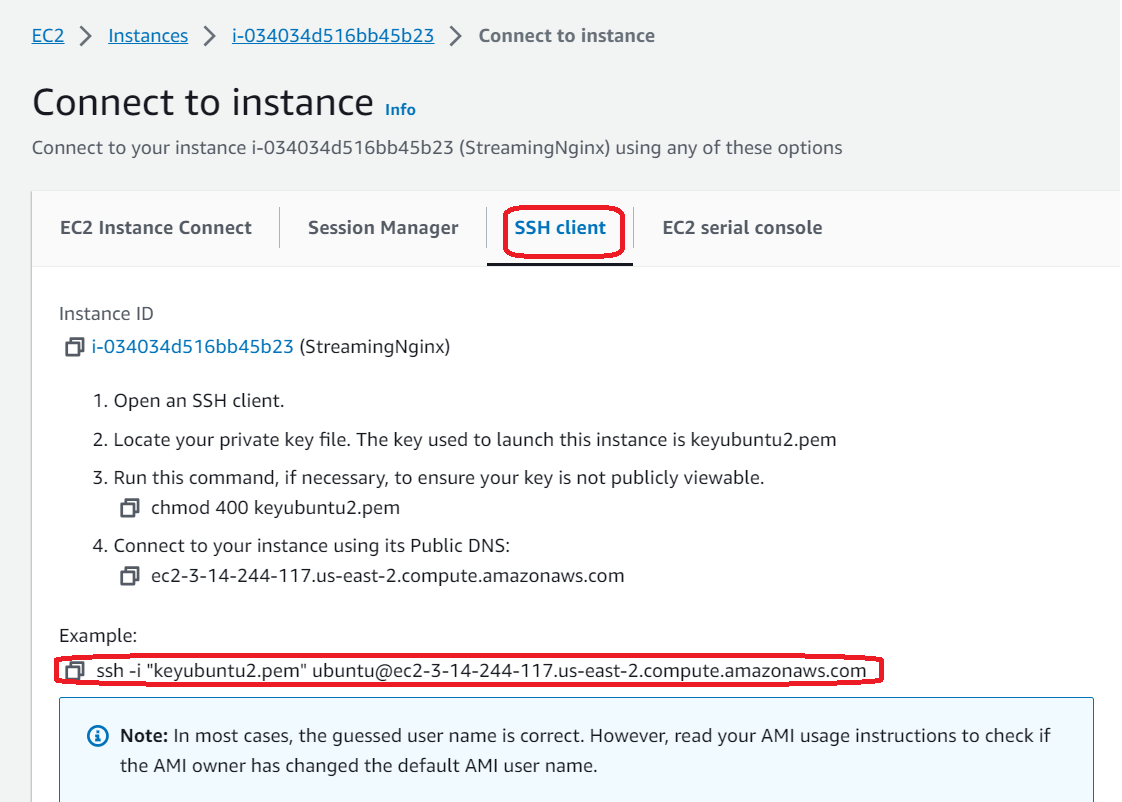 EC2 > Instances > i-034034d516bb45b23 > Connect to instance
Connect to instance Info
Connect to your instance i-034034d516bb45b23 (StreamingNginx) using any of these options
EC2 Instance Connect Session Manager SSH client EC2 serial console
Instance ID
i-034034d516bb45b23 (StreamingNginx)
1. Open an SSH client.
2. Locate your private key file. The key used to launch this instance is keyubuntu2.pem
3. Run this command, if necessary, to ensure your key is not publicly viewable.
chmod 400 keyubuntu2.pem
4. Connect to your instance using its Public DNS:
ec2-3-14-244-117.us-east-2.compute.amazonaws.com
Example:
ssh -i "keyubuntu2.pem" ubuntu@ec2-3-14-244-117.us-east-2.compute.amazonaws.com
Note: In most cases, the guessed user name is correct. However, read your AMI usage instructions to check if
the AMI owner has changed the default AMI user name.